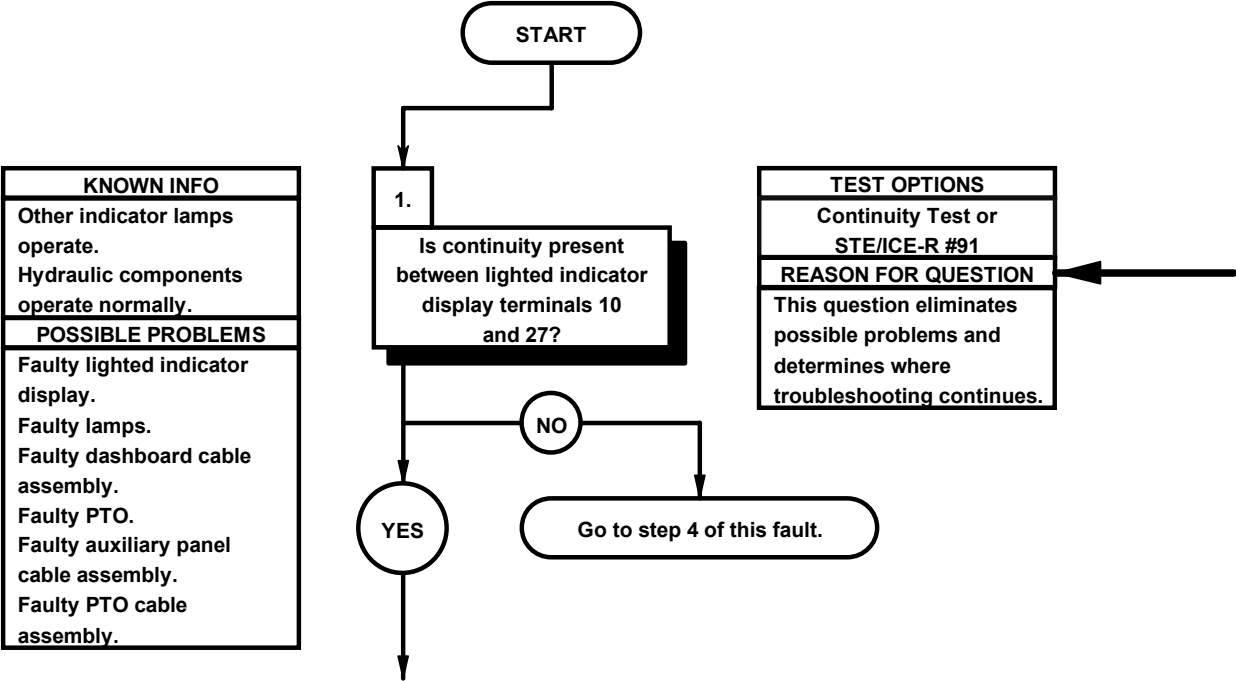 START
KNOWN INFO
Other indicator lamps
operate.
Hydraulic components
operate normally.
POSSIBLE PROBLEMS
Faulty lighted indicator
display.
Faulty lamps.
Faulty dashboard cable
assembly.
Faulty PTO.
Faulty auxiliary panel
cable assembly.
Faulty PTO cable
assembly.
1.
Is continuity present
between lighted indicator
display terminals 10
and 27?
TEST OPTIONS
Continuity Test or
STE/ICE-R #91
REASON FOR QUESTION
This question eliminates
possible problems and
determines where
troubleshooting continues.
NO
YES
Go to step 4 of this fault.